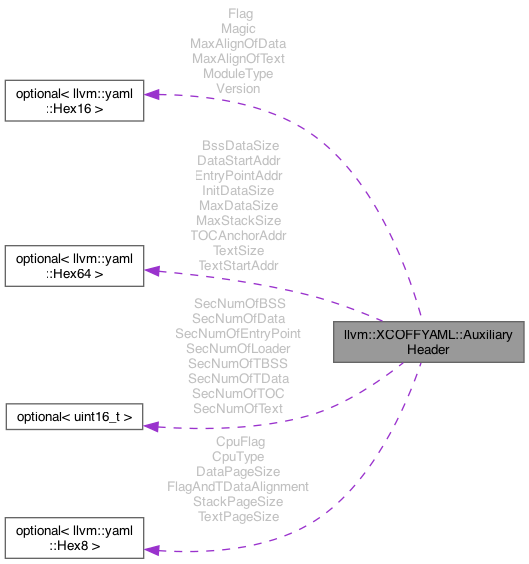 Flag
Magic
MaxAlignOfData
MaxAlignOfText
ModuleType
Version
optional< llvm::yaml
::Hex16 >
BssDataSize
DataStartAddr
EntryPointAddr
InitDataSize
MaxDataSize
MaxStackSize
TOCAnchorAddr
TextSize
TextStartAddr
optional< llvm::yaml
::Hex64 >
SecNumOfBSS
SecNumOfData
SecNumOfEntryPoint
SecNumOfLoader
SecNumOfTBSS
SecNumOfTData
SecNumOfTOC
SecNumOfText
llvm::XCOFFYAML::Auxiliary
Header
optional< uint16_t >
CpuFlag
CpuType
DataPageSize
FlagAndTDataAlignment
StackPageSize
TextPageSize
optional< llvm::yaml
::Hex8 >